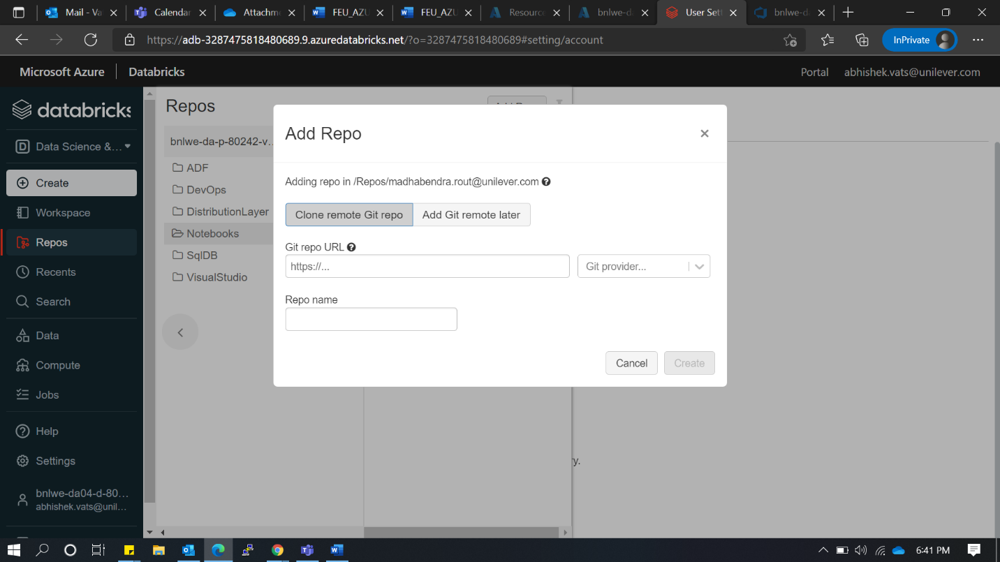 Mail - Va
Calendar
Attachm
FEU_AZU
FEU_AZU
Resource
bnlwe-da
User Sett
bnlwe-da
https://adb-3287475818480689.9.azuredatabricks.net/?o=3287475818480689#setting/account
InPrivate
Microsoft Azure
Databricks
Portal
abhishek.vats@unilever.com
databricks
Data Science &...
Create
Workspace
Repos
Recents
Search
Data
Compute
Jobs
Help
Settings
bnlwe-da04-d-80...
abhishek.vats@unil...
Repos
bnlwe-da-p-80242-v...
ADF
DevOps
DistributionLayer
Notebooks
SqlDB
VisualStudio
Add Repo
×
Adding repo in /Repos/madhabendra.rout@unilever.com
Clone remote Git repo
Add Git remote later
Git repo URL
https://...
Git provider...
Repo name
Cancel
Create
ry.
6:41 PM